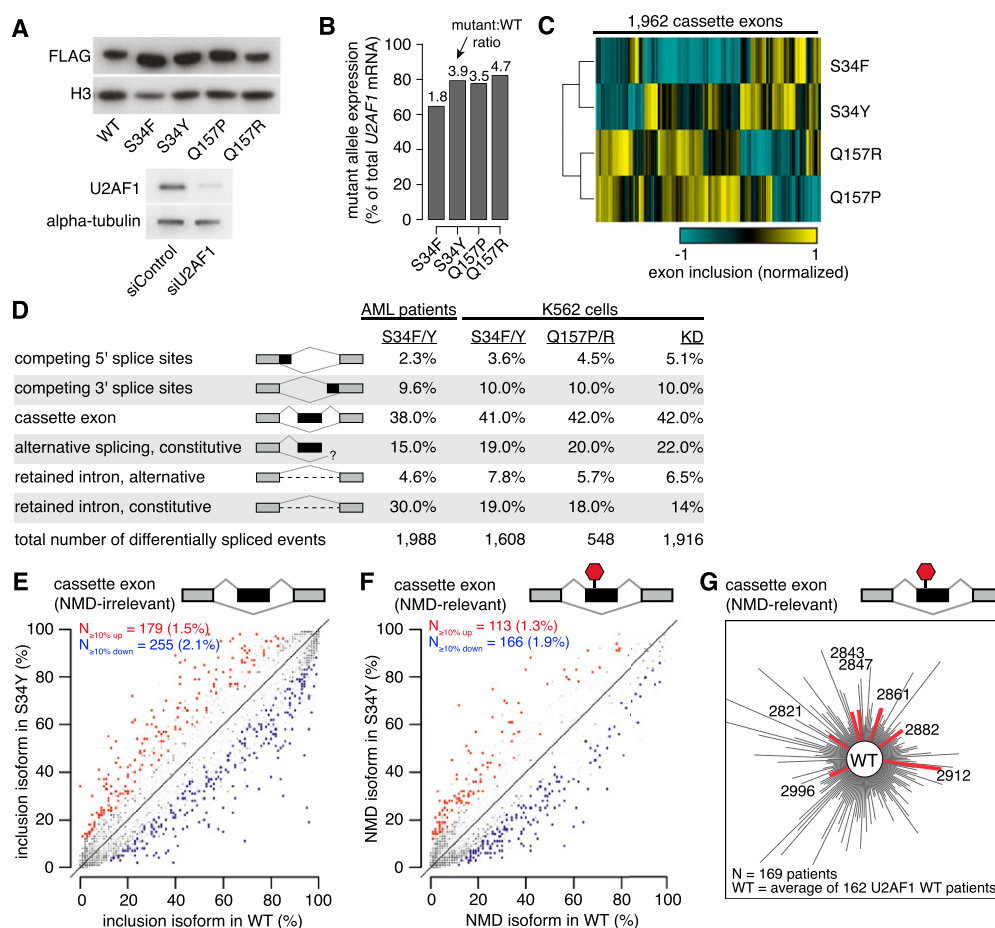 A
FLAG
H3
WT
S34F
S34Y
Q157P
Q157R
U2AF1
alpha-tubulin
siControl
siU2AF1
B
mutant:WT
ratio
mutant allele expression
(% of total U2AF1 mRNA)
100
80
60
40
20
0
1.8
3.9
3.5
4.7
S34F
S34Y
Q157P
Q157R
C
1,962 cassette exons
S34F
S34Y
Q157R
Q157P
-1
1
exon inclusion (normalized)
D
AML patients K562 cells
S34F/Y S34F/Y Q157P/R KD
competing 5' splice sites 2.3% 3.6% 4.5% 5.1%
competing 3' splice sites 9.6% 10.0% 10.0% 10.0%
cassette exon 38.0% 41.0% 42.0% 42.0%
alternative splicing, constitutive ? 15.0% 19.0% 20.0% 22.0%
retained intron, alternative 4.6% 7.8% 5.7% 6.5%
retained intron, constitutive 30.0% 19.0% 18.0% 14%
total number of differentially spliced events 1,988 1,608 548 1,916
E
cassette exon
(NMD-irrelevant)
N≥10% up = 179 (1.5%)
N≥10% down = 255 (2.1%)
inclusion isoform in S34Y (%)
100
80
60
40
20
0
0 20 40 60 80 100
inclusion isoform in WT (%)
F
cassette exon
(NMD-relevant)
N≥10% up = 113 (1.3%)
N≥10% down = 166 (1.9%)
NMD isoform in S34Y (%)
100
80
60
40
20
0
0 20 40 60 80 100
NMD isoform in WT (%)
G
cassette exon
(NMD-relevant)
2843
2847
2861
2821
2882
WT
2912
2996
N = 169 patients
WT = average of 162 U2AF1 WT patients